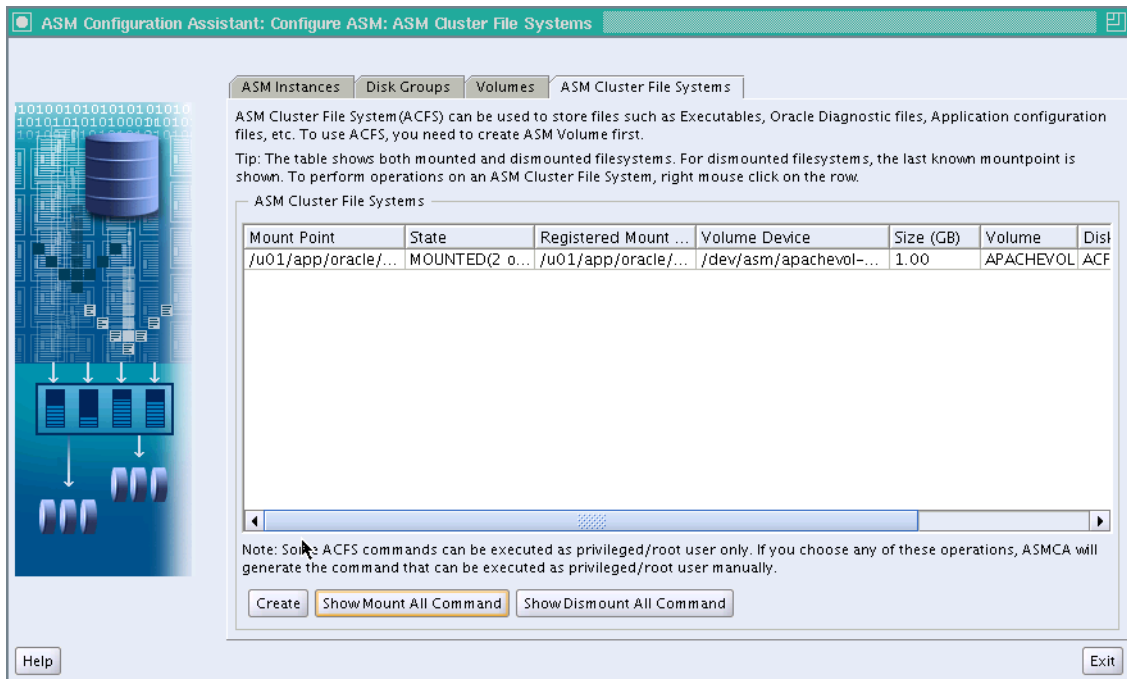 ASM Configuration Assistant: Configure ASM: ASM Cluster File Systems
ASM Instances Disk Groups Volumes ASM Cluster File Systems
ASM Cluster File System(ACFS) can be used to store files such as Executables, Oracle Diagnostic files, Application configuration
files, etc. To use ACFS, you need to create ASM Volume first.
Tip: The table shows both mounted and dismounted filesystems. For dismounted filesystems, the last known mountpoint is
shown. To perform operations on an ASM Cluster File System, right mouse click on the row.
ASM Cluster File Systems
Mount Point State Registered Mount ... Volume Device Size (GB) Volume Disk
/u01/app/oracle/... MOUNTED(2 o... /u01/app/oracle/... /dev/asm/apachevol-... 1.00 APACHEVOL ACF
Note: Some ACFS commands can be executed as privileged/root user only. If you choose any of these operations, ASMCA will
generate the command that can be executed as privileged/root user manually.
Create Show Mount All Command Show Dismount All Command
Help Exit